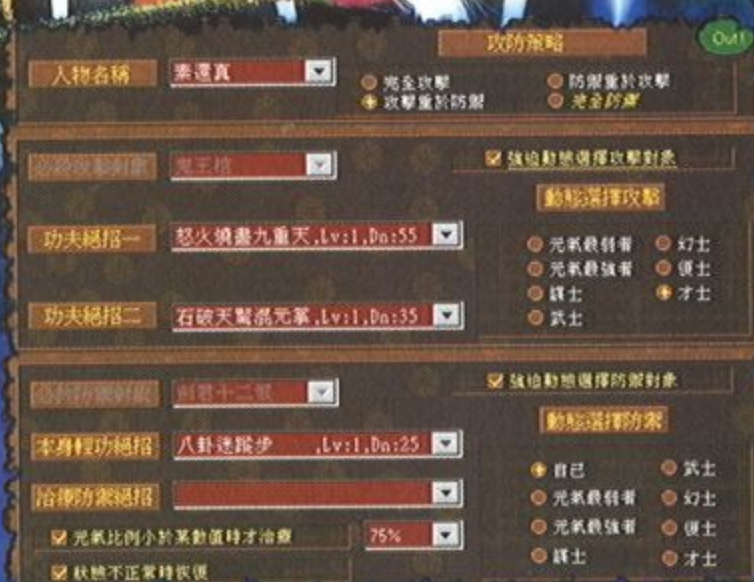 攻防策略
Out!
人物名稱
素還真
完全攻擊
防禦重於攻擊
攻擊重於防禦
完全防禦
鬼王棺
強迫動態選擇攻擊對象
動態選擇攻擊
功夫絕招一
怒火燒盡九重天,Lv:1,Dn:55
元氣最弱者
幻士
元氣最強者
謀士
才士
武士
功夫絕招二
石破天驚混元掌,Lv:1,Dn:35
強迫動態選擇防禦對象
劍君十二恨
動態選擇防禦
本身輕功絕招
八卦迷蹤步 ,Lv:1,Dn:25
自己
武士
治療防禦絕招
元氣最弱者
幻士
元氣最強者
元氣比例小於某數值時才治療
75%
謀士
才士
狀態不正常時恢復